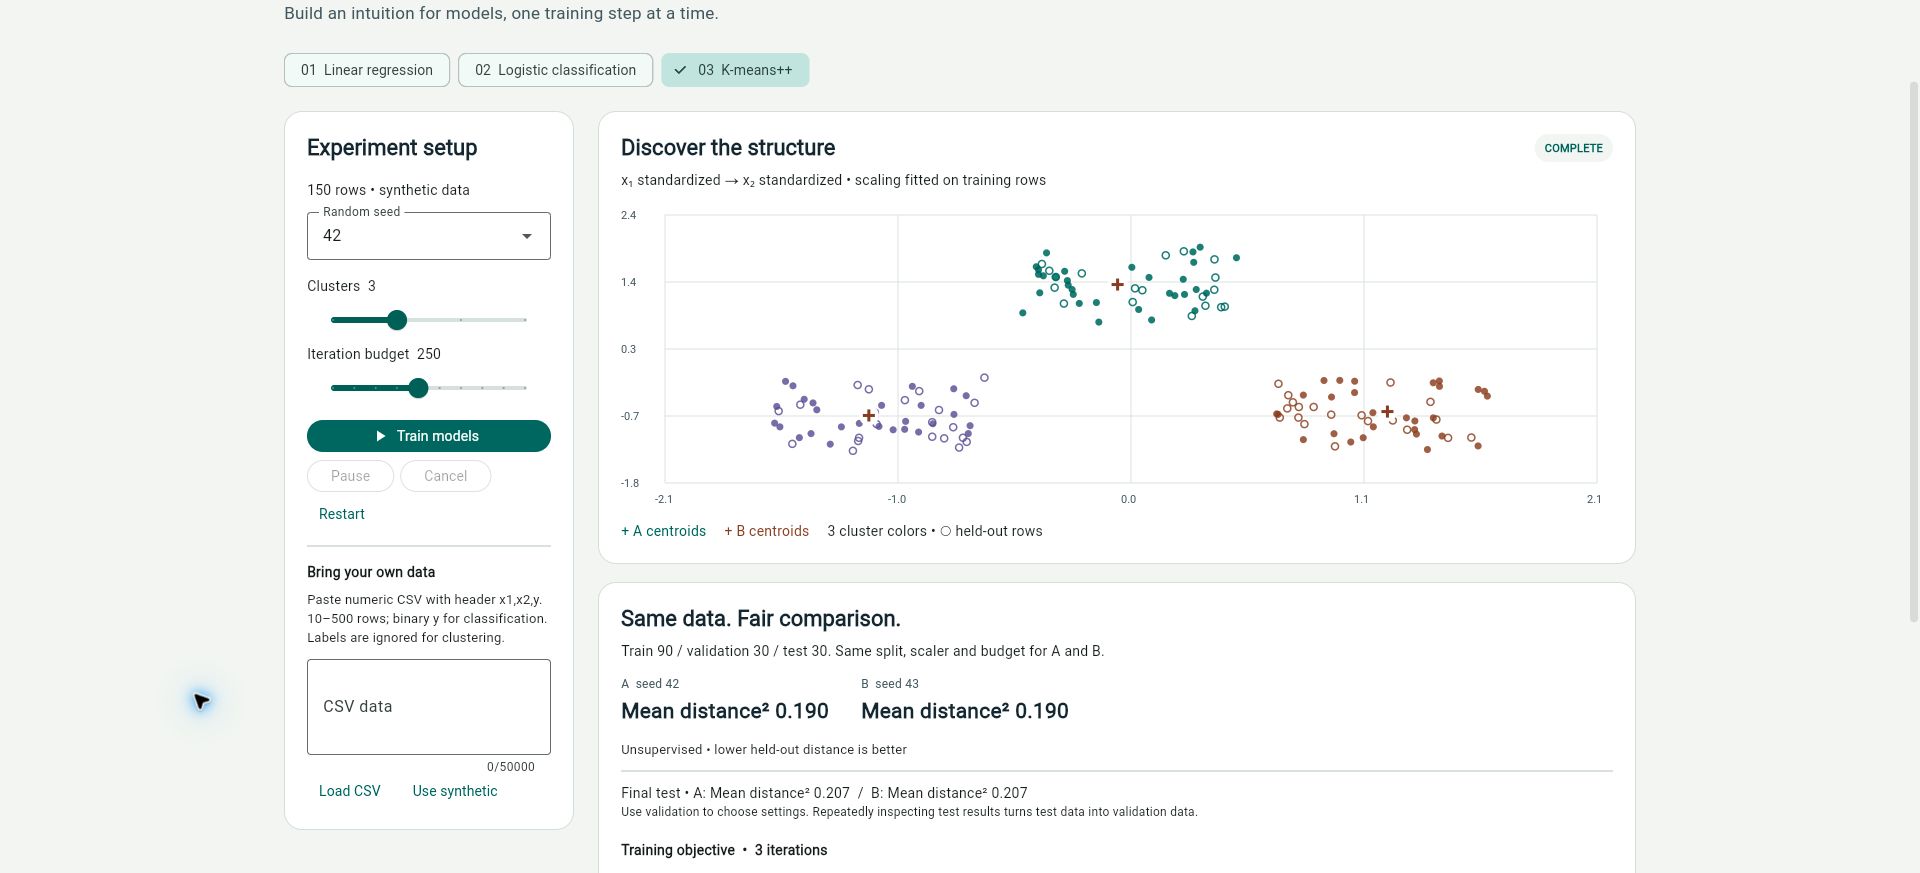 Build an intuition for models, one training step at a time.
01 Linear regression
02 Logistic classification
03 K-means++
Experiment setup
150 rows • synthetic data
Random seed
42
Clusters 3
Iteration budget 250
Train models
Pause
Cancel
Restart
Bring your own data
Paste numeric CSV with header x1,x2,y.
10–500 rows; binary y for classification.
Labels are ignored for clustering.
CSV data
0/50000
Load CSV
Use synthetic
Discover the structure
COMPLETE
x₁ standardized → x₂ standardized • scaling fitted on training rows
2.4
1.4
0.3
-0.7
-1.8
-2.1
-1.0
0.0
1.1
2.1
+ A centroids
+ B centroids
3 cluster colors • ○ held-out rows
Same data. Fair comparison.
Train 90 / validation 30 / test 30. Same split, scaler and budget for A and B.
A seed 42
Mean distance² 0.190
B seed 43
Mean distance² 0.190
Unsupervised • lower held-out distance is better
Final test • A: Mean distance² 0.207 / B: Mean distance² 0.207
Use validation to choose settings. Repeatedly inspecting test results turns test data into validation data.
Training objective • 3 iterations